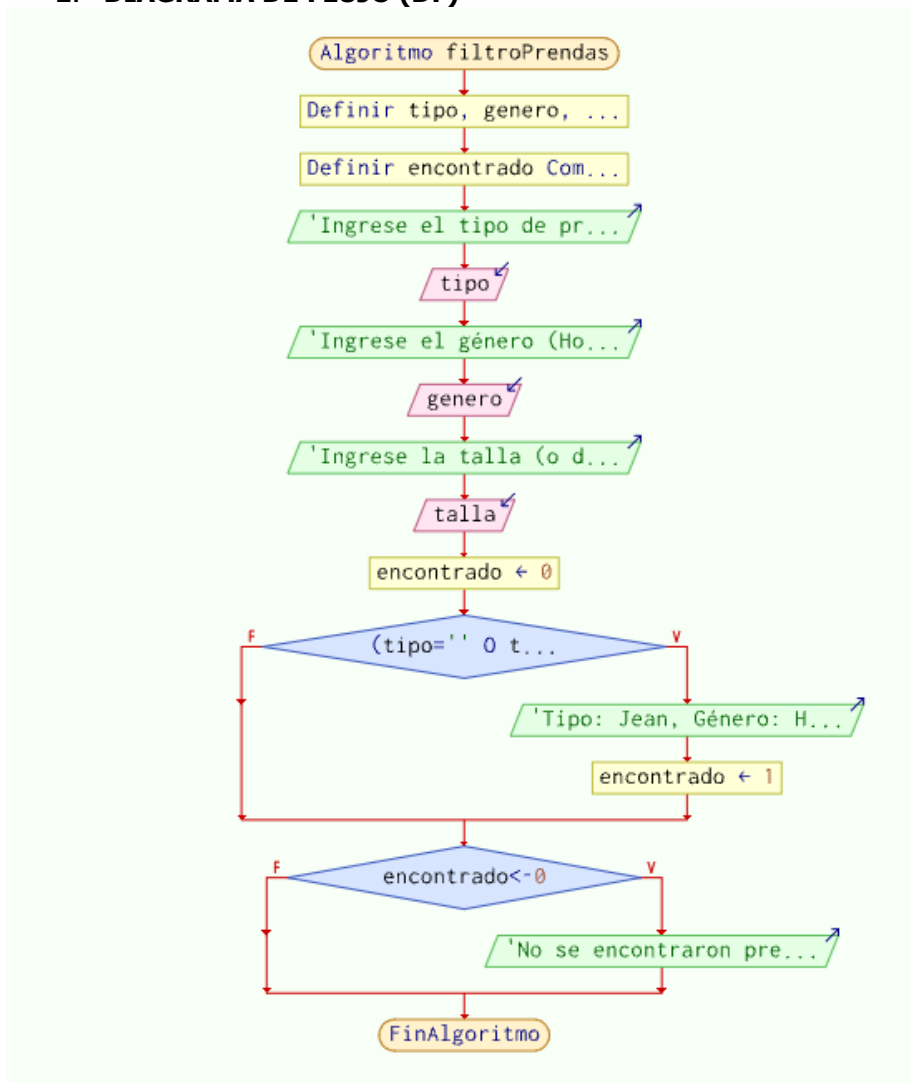 Algoritmo filtroPrendas
Definir tipo, genero, ...
Definir encontrado Com...
'Ingrese el tipo de pr...
tipo
'Ingrese el género (Ho...
genero
'Ingrese la talla (o d...
talla
encontrado ← 0
F (tipo='' O t... V
'Tipo: Jean, Género: H...
encontrado ← 1
F encontrado<-0 V
'No se encontraron pre...
FinAlgoritmo